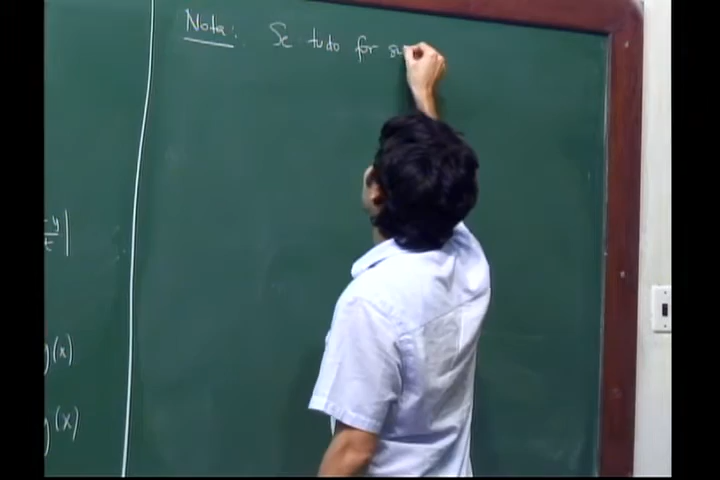 Nota: Se tudo for su
-y
t
g(x)
g(x)